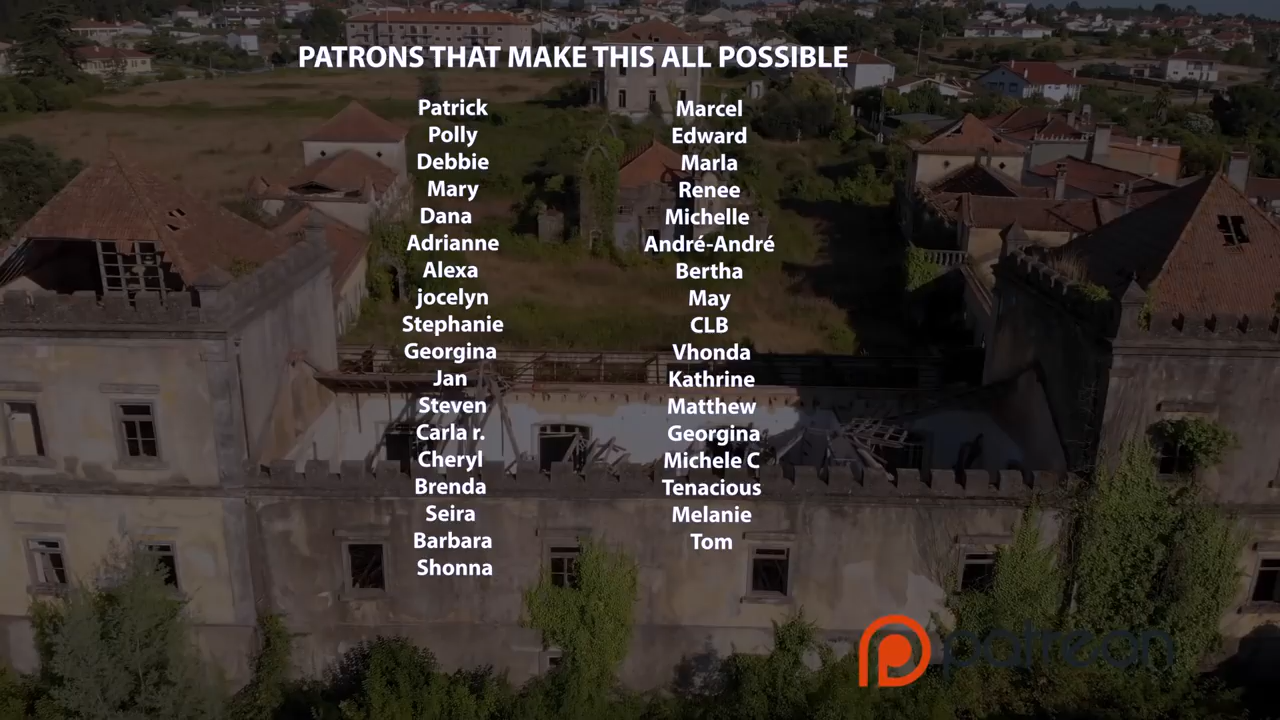 PATRONS THAT MAKE THIS ALL POSSIBLE
Patrick
Polly
Debbie
Mary
Dana
Adrianne
Alexa
jocelyn
Stephanie
Georgina
Jan
Steven
Carla r.
Cheryl
Brenda
Seira
Barbara
Shonna
Marcel
Edward
Marla
Renee
Michelle
André-André
Bertha
May
CLB
Vhonda
Kathrine
Matthew
Georgina
Michele C
Tenacious
Melanie
Tom
patreon